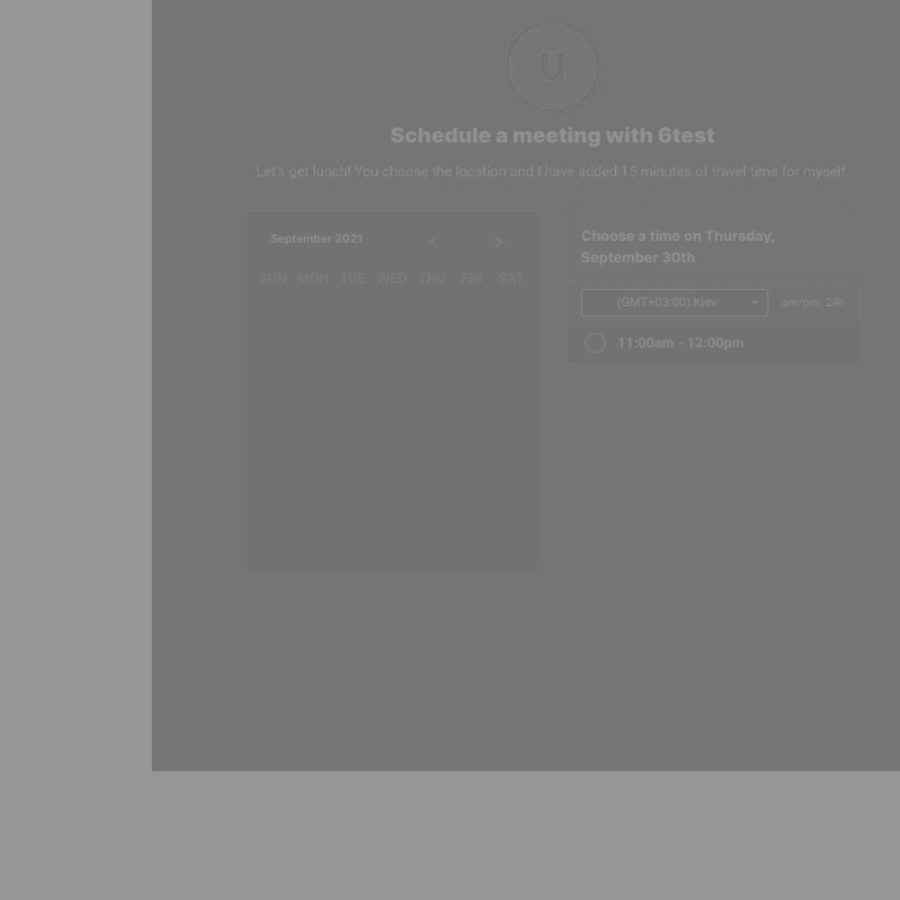 u
Schedule a meeting with 6test
Let's get lunch! You choose the location and I have added 15 minutes of travel time for myself.
September 2021
SUN MON TUE WED THU FRI SAT
Choose a time on Thursday,
September 30th
(GMT+03:00) Kiev
am/pm 24h
11:00am - 12:00pm